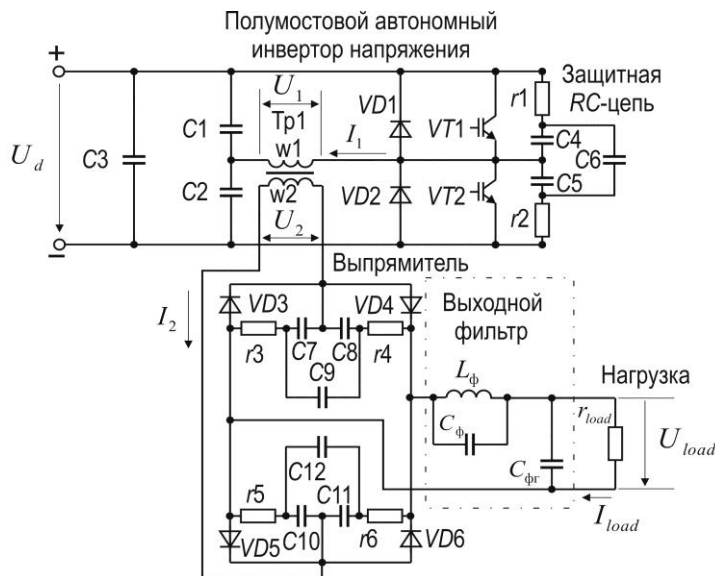 Полумостовой автономный
инвертор напряжения
Защитная
RC-цепь
+
U1
Тр1
w1
I1
VD1
VT1
r1
C4
C6
C1
Ud
C3
C2
w2
U2
VD2
VT2
C5
r2
−
Выпрямитель
I2
VD3
VD4
Выходной
фильтр
r3
C7
C8
r4
C9
Lф
Нагрузка
Cф
rload
Uload
C12
Cфг
r5
C11
Iload
VD5
C10
r6
VD6